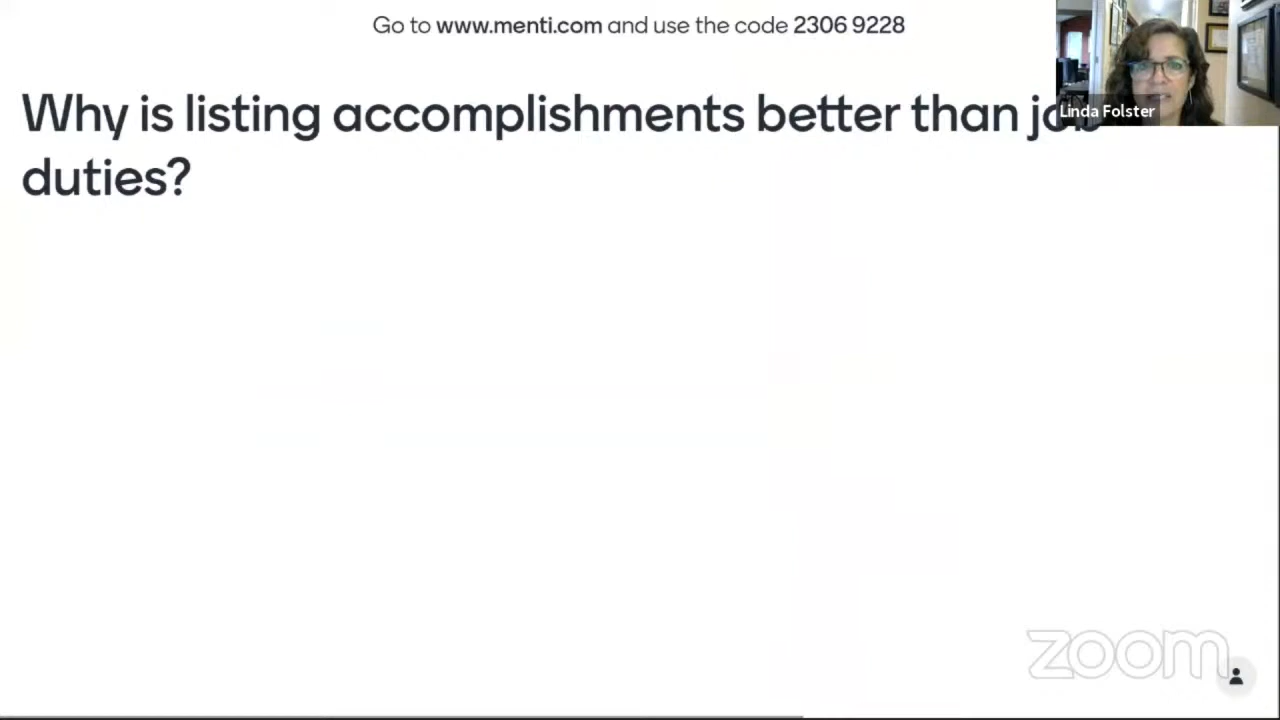 Go to www.menti.com and use the code 2306 9228
Why is listing accomplishments better than job
duties?
Linda Folster
zoom